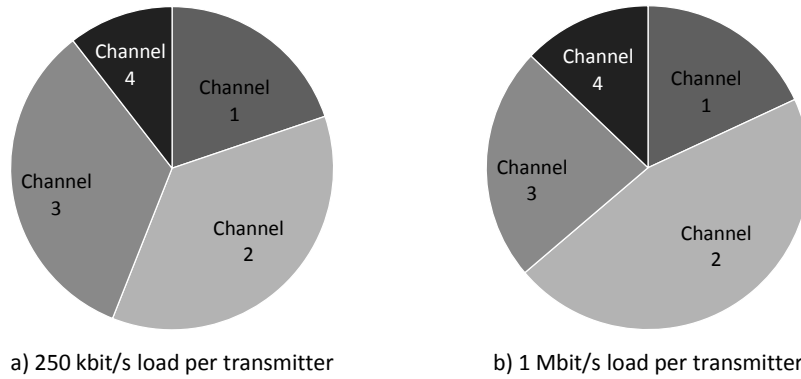 Channel
4
Channel
1
Channel
3
Channel
2
a) 250 kbit/s load per transmitter
Channel
4
Channel
1
Channel
3
Channel
2
b) 1 Mbit/s load per transmitter